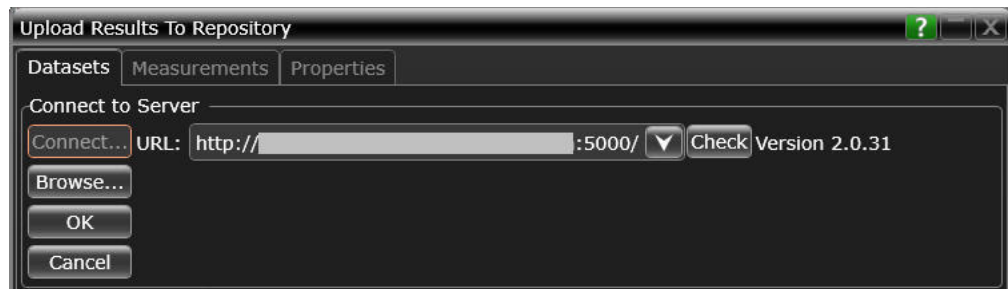 Upload Results To Repository ? X
Datasets Measurements Properties
Connect to Server
Connect... URL: http:// :5000/ Check Version 2.0.31
Browse...
OK
Cancel